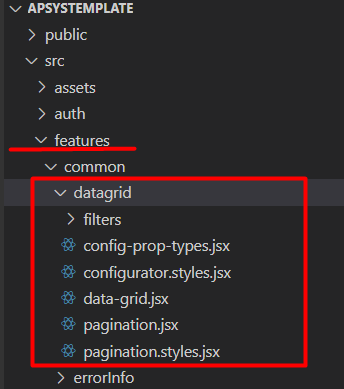 APSYSTEMPLATE
public
src
assets
auth
features
common
datagrid
filters
config-prop-types.jsx
configurator.styles.jsx
data-grid.jsx
pagination.jsx
pagination.styles.jsx
errorInfo